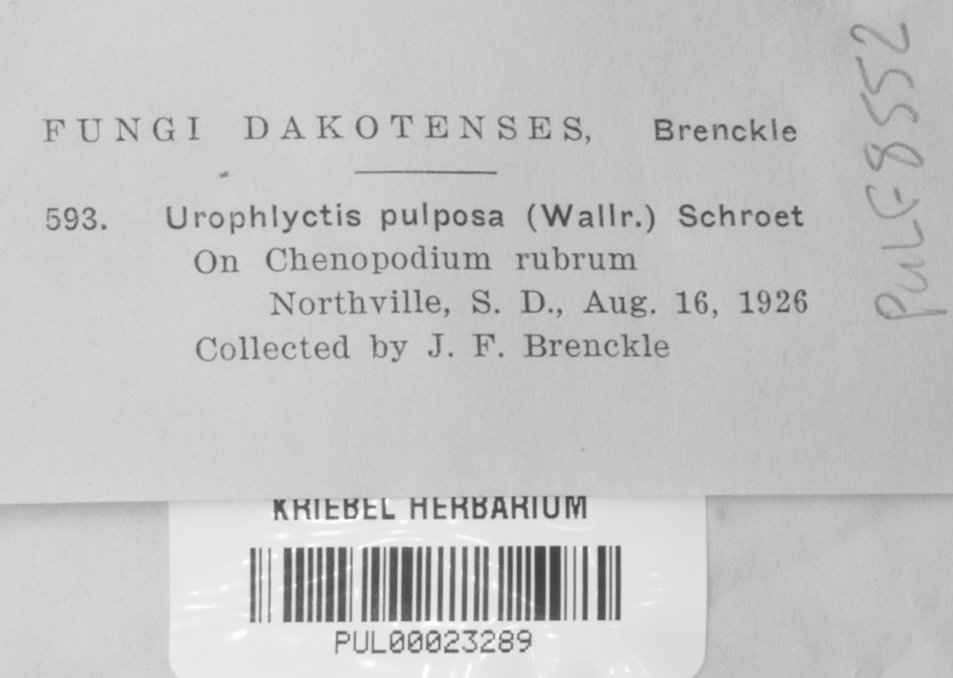 FUNGI DAKOTENSES, Brenckle
593. Urophlyctis pulposa (Wallr.) Schroet
On Chenopodium rubrum
Northville, S. D., Aug. 16, 1926
Collected by J. F. Brenckle
PUL F8552
KRIEBEL HERBARIUM
PUL00023289